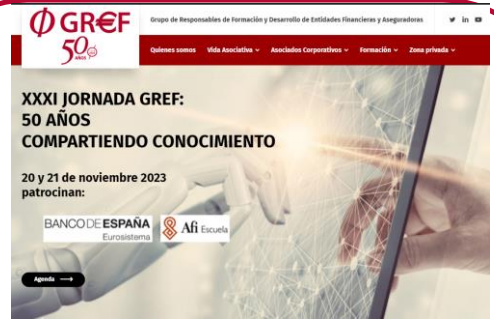 GR€F
50
AÑOS
Grupo de Responsables de Formación y Desarrollo de Entidades Financieras y Aseguradoras
Quienes somos Vida Asociativa Asociados Corporativos Formación Zona privada
XXXI JORNADA GREF:
50 AÑOS
COMPARTIENDO CONOCIMIENTO
20 y 21 de noviembre 2023
patrocinan:
BANCO DE ESPAÑA
Eurosistema
Afi Escuela
Agenda